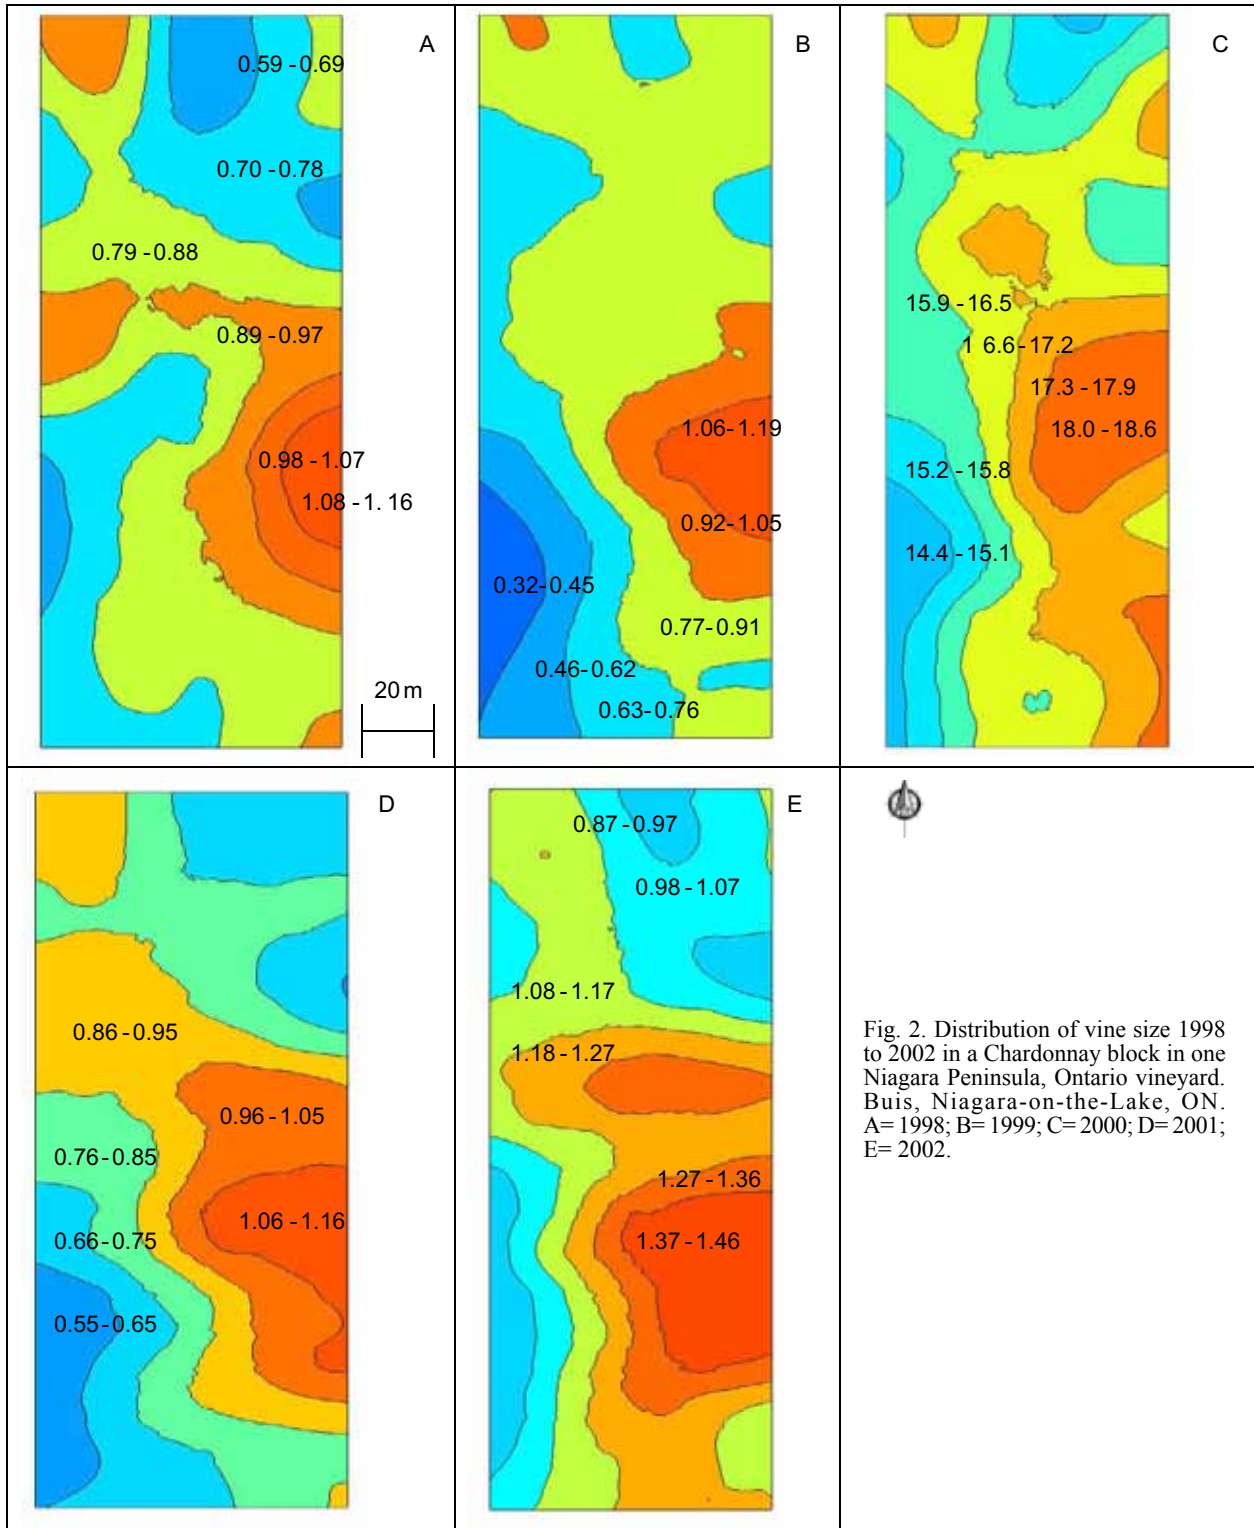 A
0.59 - 0.69
0.70 - 0.78
0.79 - 0.88
0.89 - 0.97
0.98 - 1.07
1.08 - 1. 16
20 m
B
1.06 - 1.19
0.92 - 1.05
0.32 - 0.45
0.77 - 0.91
0.46 - 0.62
0.63 - 0.76
C
15.9 - 16.5
1 6.6 - 17.2
17.3 - 17.9
18.0 - 18.6
15.2 - 15.8
14.4 - 15.1
D
0.86 - 0.95
0.96 - 1.05
0.76 - 0.85
1.06 - 1.16
0.66 - 0.75
0.55 - 0.65
E
0.87 - 0.97
0.98 - 1.07
1.08 - 1.17
1.18 - 1.27
1.27 - 1.36
1.37 - 1.46
Fig. 2. Distribution of vine size 1998
to 2002 in a Chardonnay block in one
Niagara Peninsula, Ontario vineyard.
Buis, Niagara-on-the-Lake, ON.
A= 1998; B= 1999; C= 2000; D= 2001;
E= 2002.